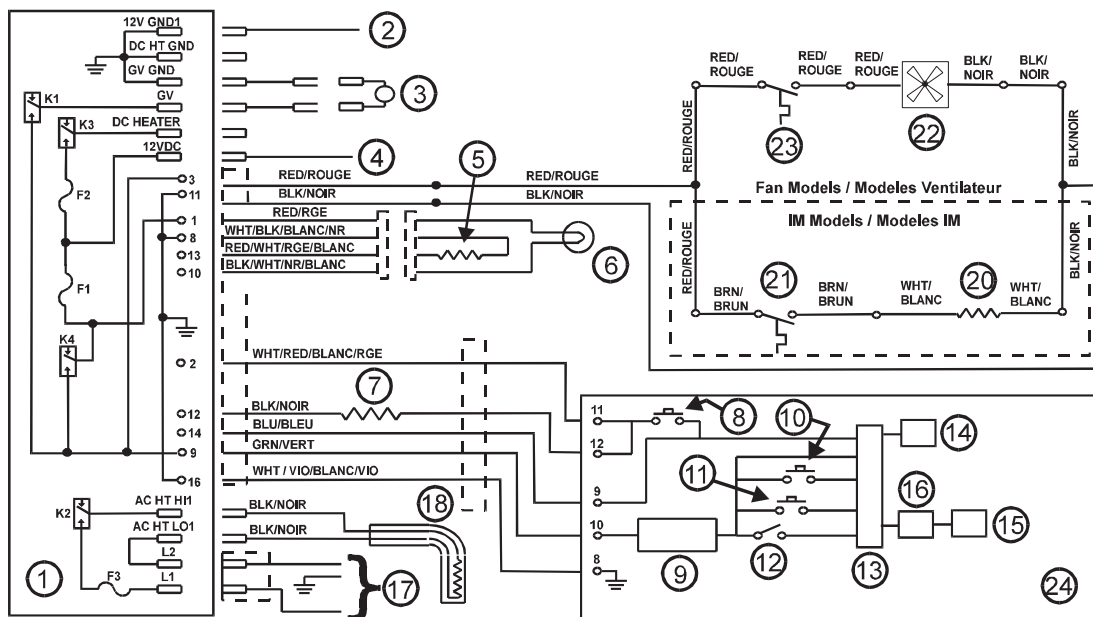 12V GND1
DC HT GND
GV GND
GV
K1
K3
DC HEATER
12VDC
F2
3
11
1
8
13
10
F1
K4
2
12
14
9
16
K2
AC HT HI1
AC HT LO1
L2
L1
F3
1
2
3
4
RED/ROUGE
BLK/NOIR
RED/RGE
WHT/BLK/BLANC/NR
RED/WHT/RGE/BLANC
BLK/WHT/NR/BLANC
5
RED/ROUGE
BLK/NOIR
6
WHT/RED/BLANC/RGE
7
BLK/NOIR
BLU/BLEU
GRN/VERT
WHT / VIO/BLANC/VIO
BLK/NOIR
BLK/NOIR
18
17
RED/
ROUGE
RED/
ROUGE
RED/
ROUGE
BLK/
NOIR
BLK/
NOIR
23
22
RED/ROUGE
BLK/NOIR
Fan Models / Modeles Ventilateur
IM Models / Modeles IM
RED/ROUGE
BLK/NOIR
21
20
BRN/
BRUN
BRN/
BRUN
WHT/
BLANC
WHT/
BLANC
11
12
9
10
8
8
10
11
14
16
15
9
12
13
24